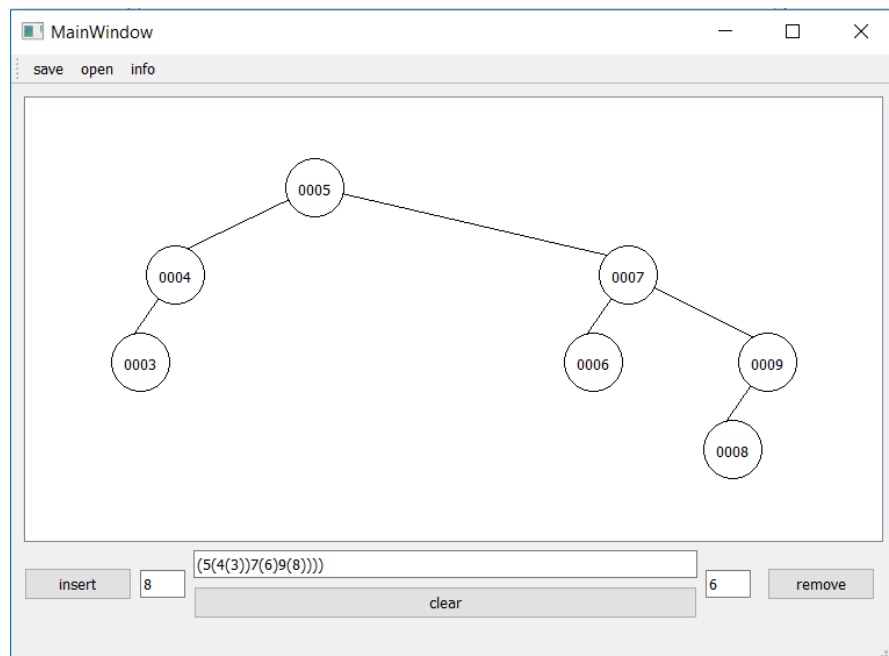 MainWindow
save open info
0005
0004 0007
0003 0006 0009
0008
(5(4(3))7(6)9(8))))
insert 8 6 remove
clear